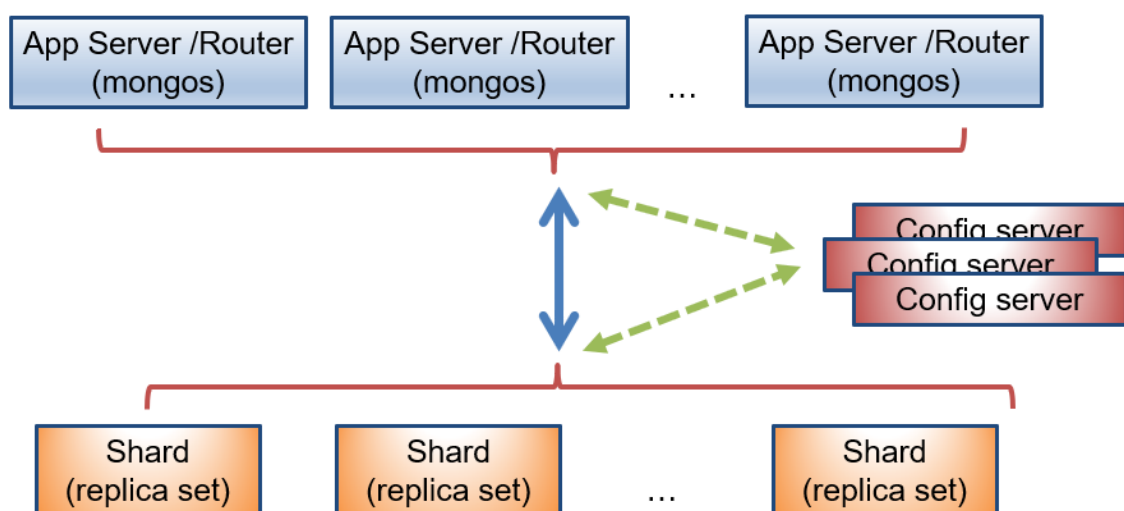 App Server /Router
(mongos)
App Server /Router
(mongos)
...
App Server /Router
(mongos)
Config server
Config server
Config server
Shard
(replica set)
Shard
(replica set)
...
Shard
(replica set)